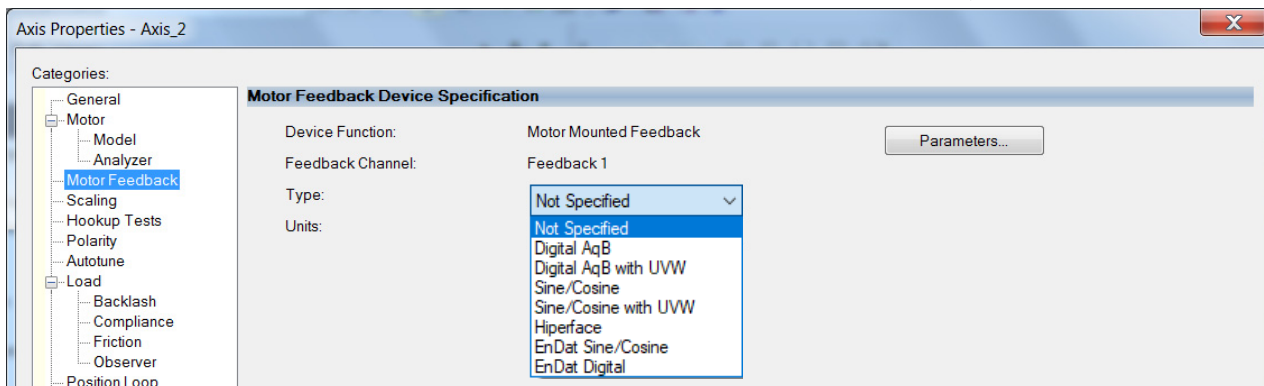 Axis Properties - Axis_2
Categories:
General
Motor
Model
Analyzer
Motor Feedback
Scaling
Hookup Tests
Polarity
Autotune
Load
Backlash
Compliance
Friction
Observer
Position Loop
Motor Feedback Device Specification
Device Function: Motor Mounted Feedback
Parameters...
Feedback Channel: Feedback 1
Type: Not Specified
Units:
Not Specified
Digital AqB
Digital AqB with UVW
Sine/Cosine
Sine/Cosine with UVW
Hiperface
EnDat Sine/Cosine
EnDat Digital